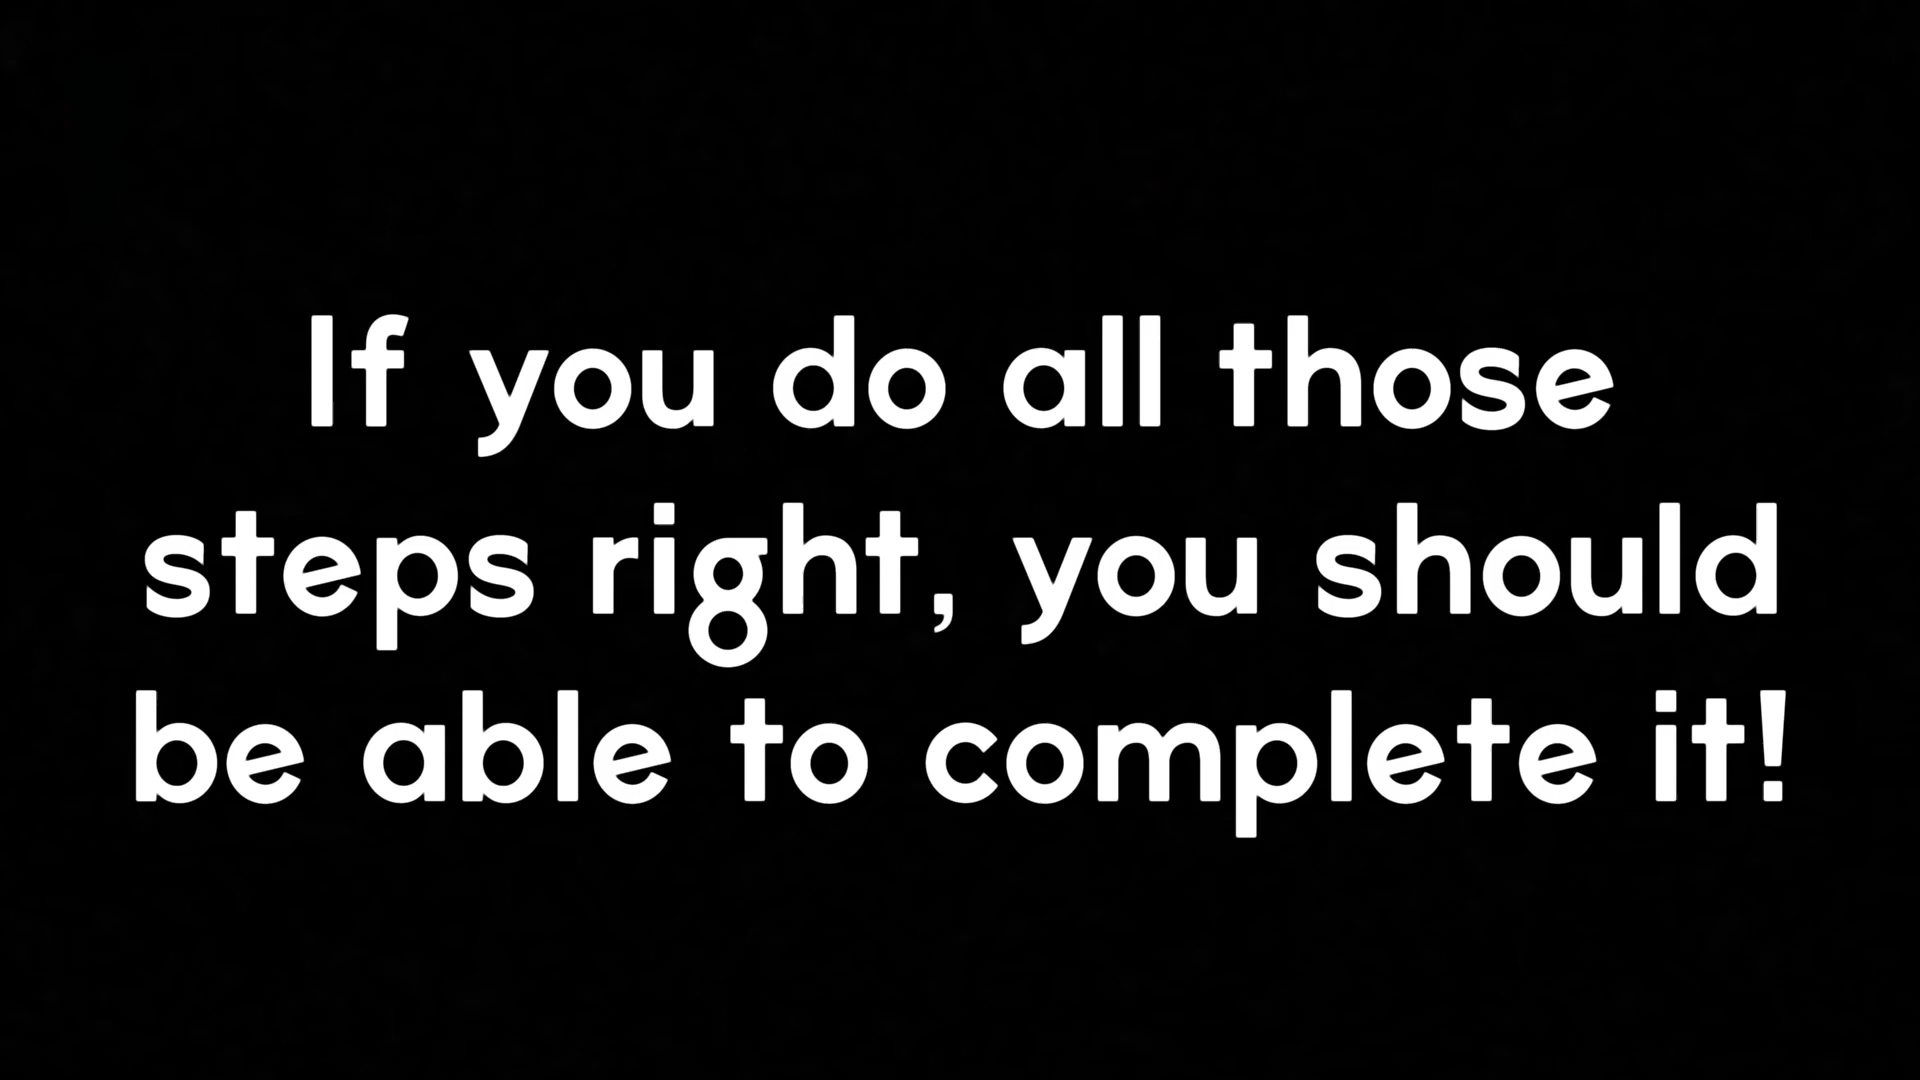 If you do all those
steps right, you should
be able to complete it!